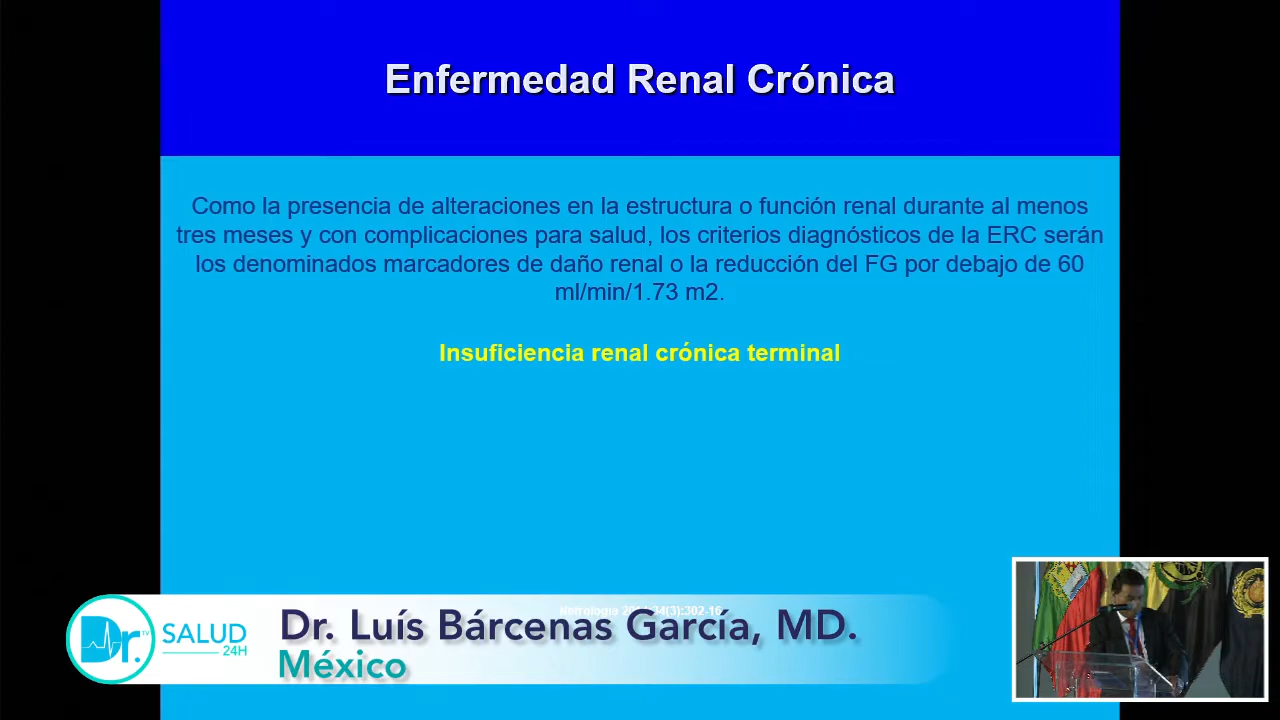 Enfermedad Renal Crónica
Como la presencia de alteraciones en la estructura o función renal durante al menos
tres meses y con complicaciones para salud, los criterios diagnósticos de la ERC serán
los denominados marcadores de daño renal o la reducción del FG por debajo de 60
ml/min/1.73 m2.
Insuficiencia renal crónica terminal
Dr. Luís Bárcenas García, MD.
México
Dr. TV
SALUD
24H